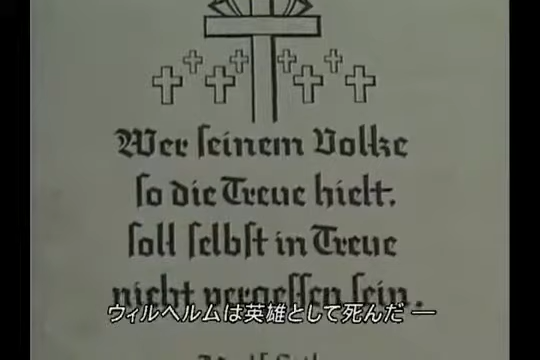 Wer seinem Volke
so die Treue hielt,
soll selbst in Treue
nicht vergessen sein.
ウィルヘルムは英雄として死んだ ―